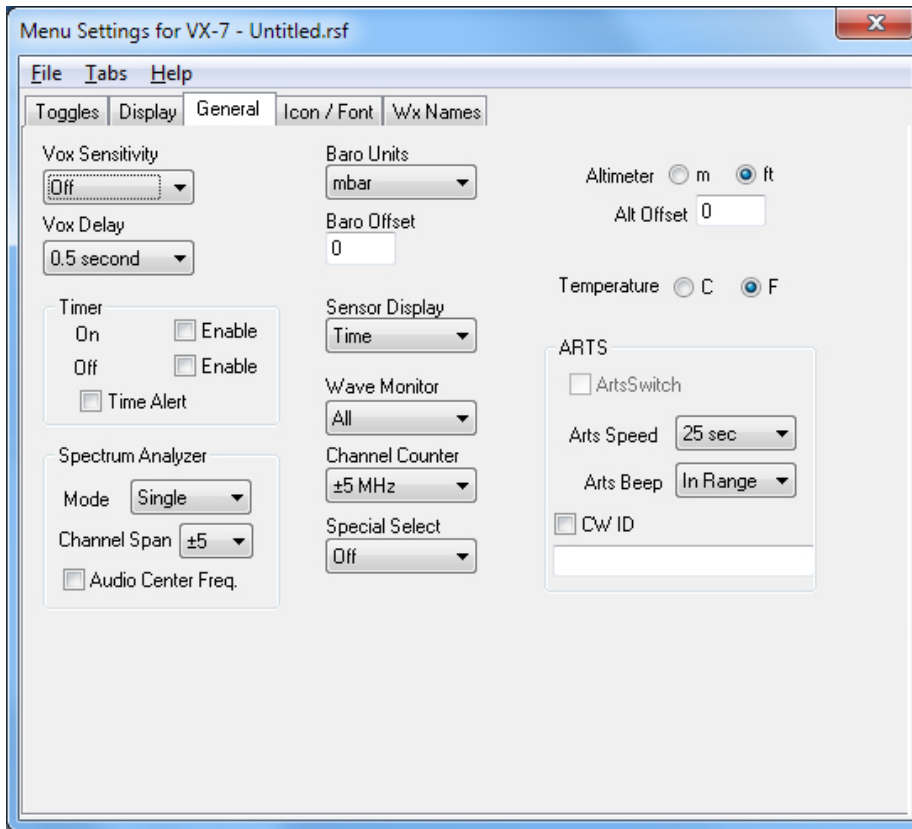 Menu Settings for VX-7 - Untitled.rsf
X
File Tabs Help
Toggles Display General Icon / Font Wx Names
Vox Sensitivity
Off
Vox Delay
0.5 second
Timer
On Enable
Off Enable
Time Alert
Spectrum Analyzer
Mode Single
Channel Span ±5
Audio Center Freq.
Baro Units
mbar
Baro Offset
0
Sensor Display
Time
Wave Monitor
All
Channel Counter
±5 MHz
Special Select
Off
Altimeter m ft
Alt Offset 0
Temperature C F
ARTS
ArtsSwitch
Arts Speed 25 sec
Arts Beep In Range
CW ID